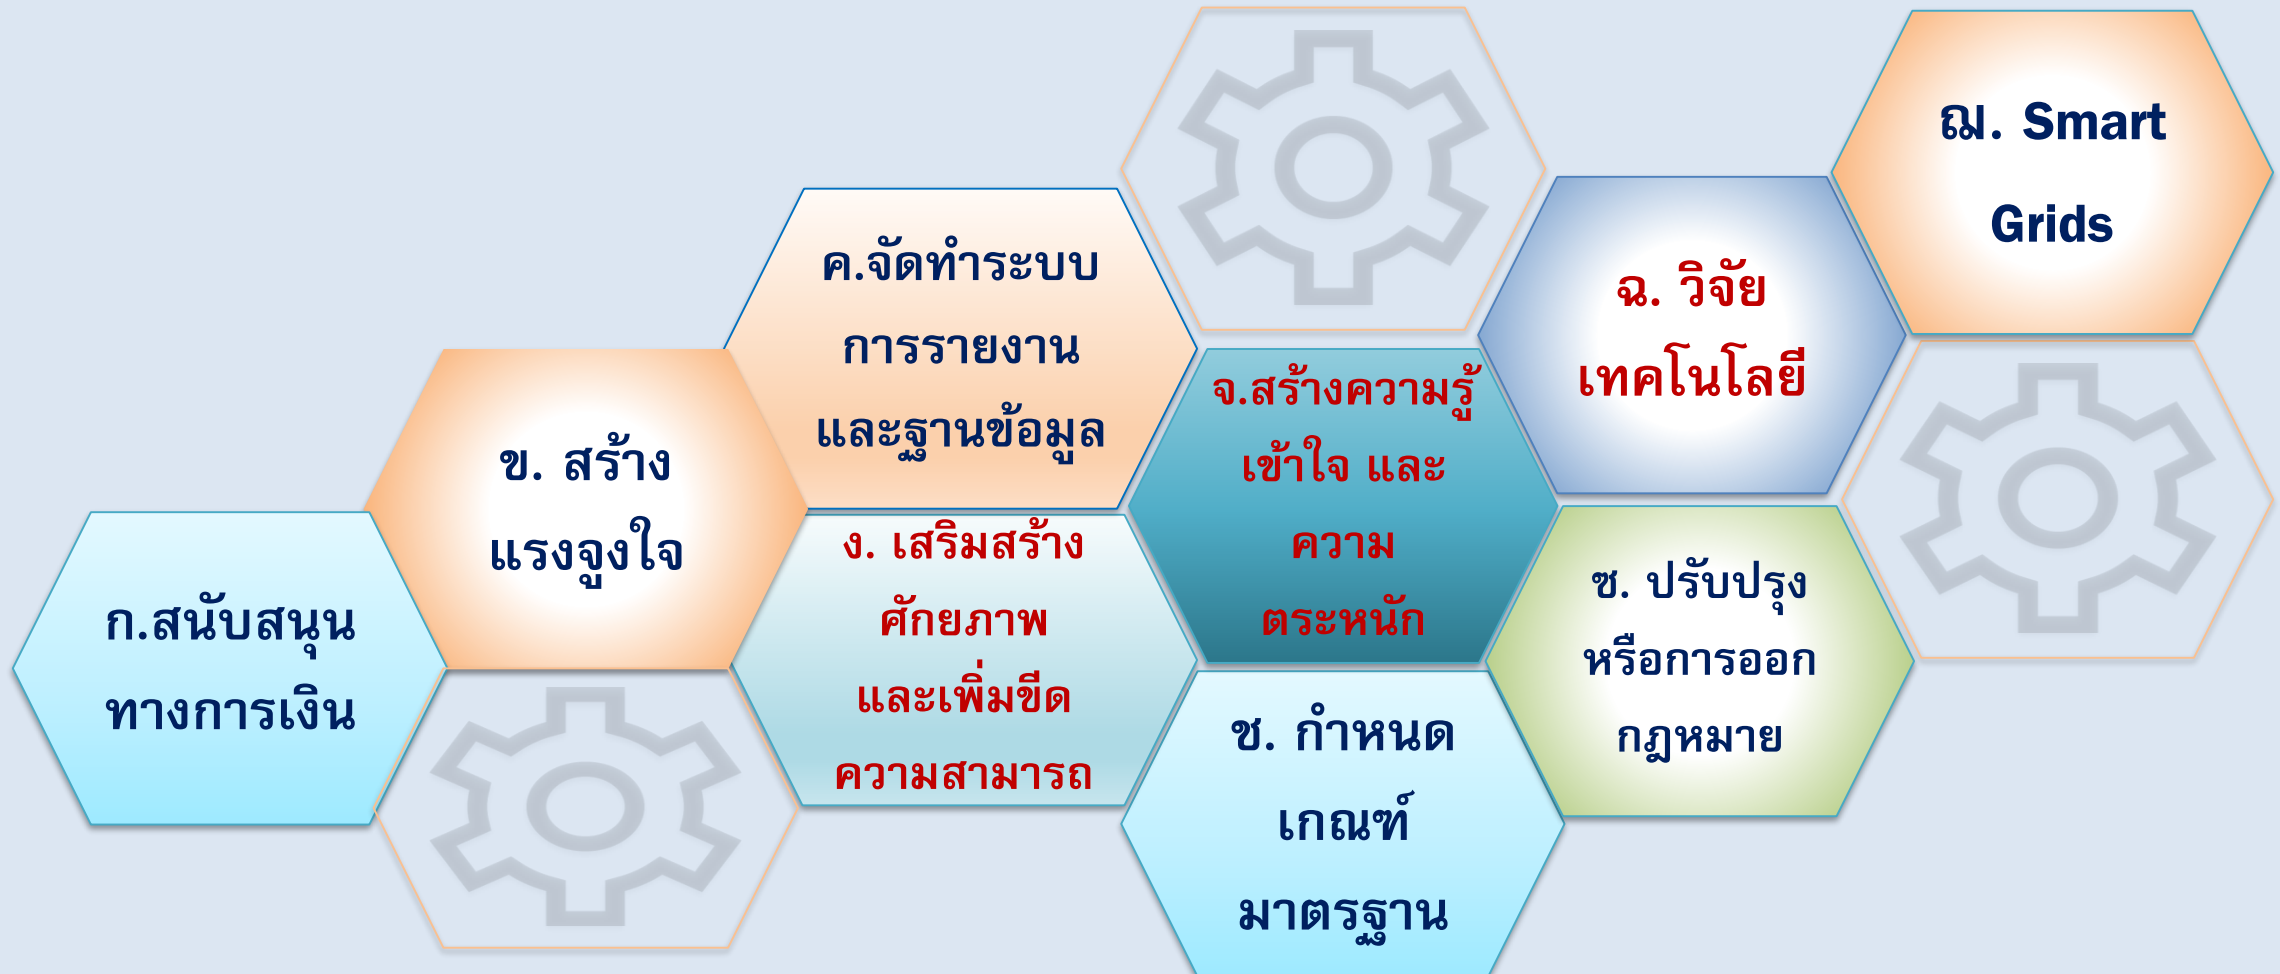 ก.สนับสนุน
ทางการเงิน
ข. สร้าง
แรงจูงใจ
ค.จัดทำระบบ
การรายงาน
และฐานข้อมูล
ง. เสริมสร้าง
ศักยภาพ
และเพิ่มขีด
ความสามารถ
จ.สร้างความรู้
เข้าใจ และ
ความ
ตระหนัก
ฉ. วิจัย
เทคโนโลยี
ช. กำหนด
เกณฑ์
มาตรฐาน
ซ. ปรับปรุง
หรือการออก
กฎหมาย
ฌ. Smart
Grids